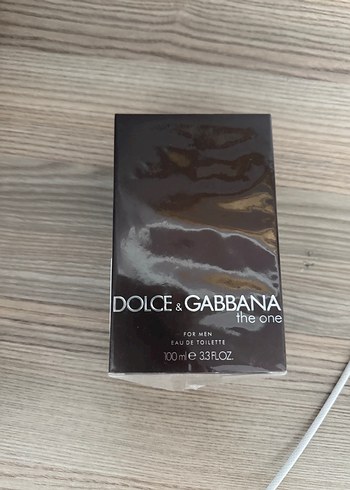 DOLCE & GABBANA
the one
FOR MEN
EAU DE TOILETTE
100 ml ℮ 3.3 FL.OZ.